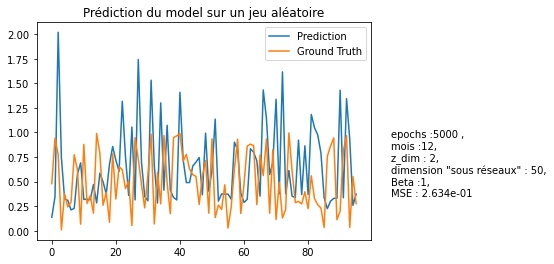 Prédiction du model sur un jeu aléatoire
Prediction
Ground Truth
2.00
1.75
1.50
1.25
1.00
0.75
0.50
0.25
0.00
0
20
40
60
80
epochs :5000 ,
mois :12,
z_dim : 2,
dimension "sous réseaux" : 50,
Beta :1,
MSE : 2.634e-01